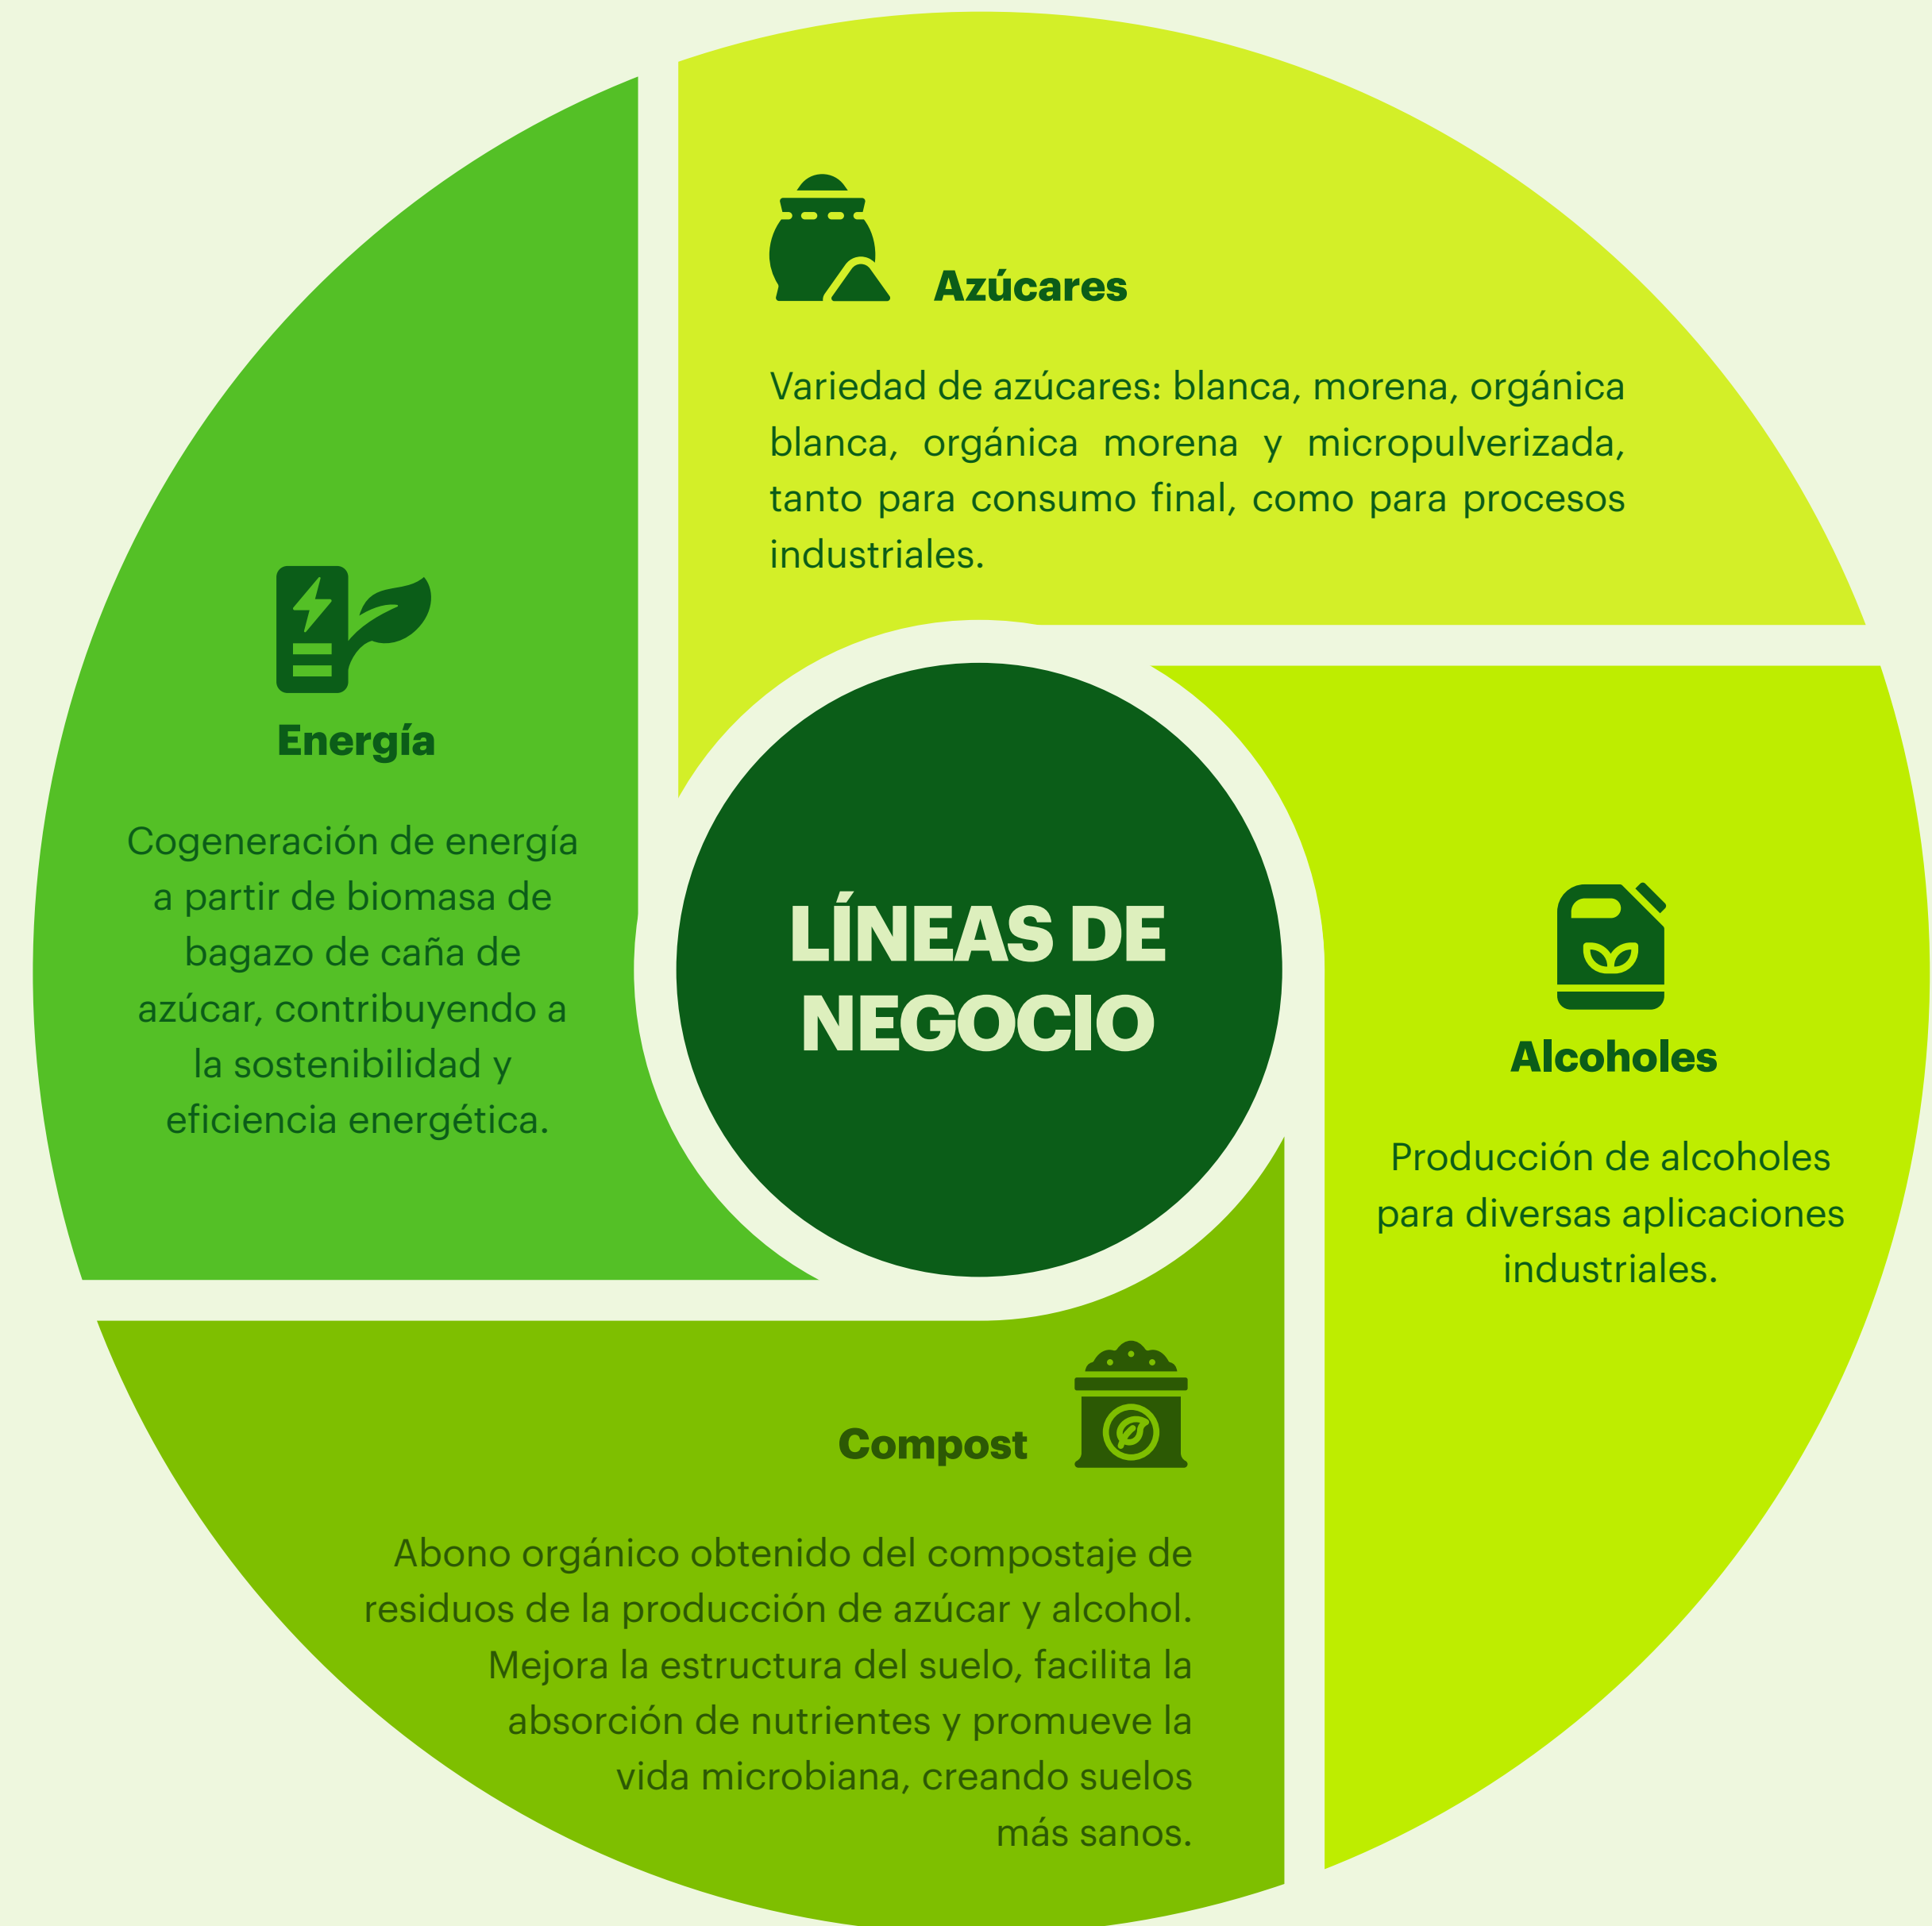 Azúcares
Variedad de azúcares: blanca, morena, orgánica
blanca, orgánica morena y micropulverizada,
tanto para consumo final, como para procesos
industriales.
Energía
Cogeneración de energía
a partir de biomasa de
bagazo de caña de
azúcar, contribuyendo a
la sostenibilidad y
eficiencia energética.
LÍNEAS DE
NEGOCIO
Alcoholes
Producción de alcoholes
para diversas aplicaciones
industriales.
Compost
Abono orgánico obtenido del compostaje de
residuos de la producción de azúcar y alcohol.
Mejora la estructura del suelo, facilita la
absorción de nutrientes y promueve la
vida microbiana, creando suelos
más sanos.